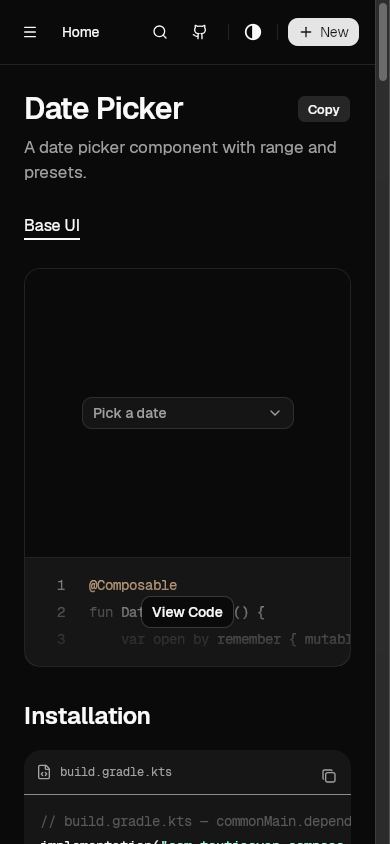 Home
New
Date Picker
Copy
A date picker component with range and
presets.
Base UI
Pick a date
1 @Composable
2 fun Dat View Code () {
3 var open by remember { mutabl
Installation
build.gradle.kts
// build.gradle.kts — commonMain.depend